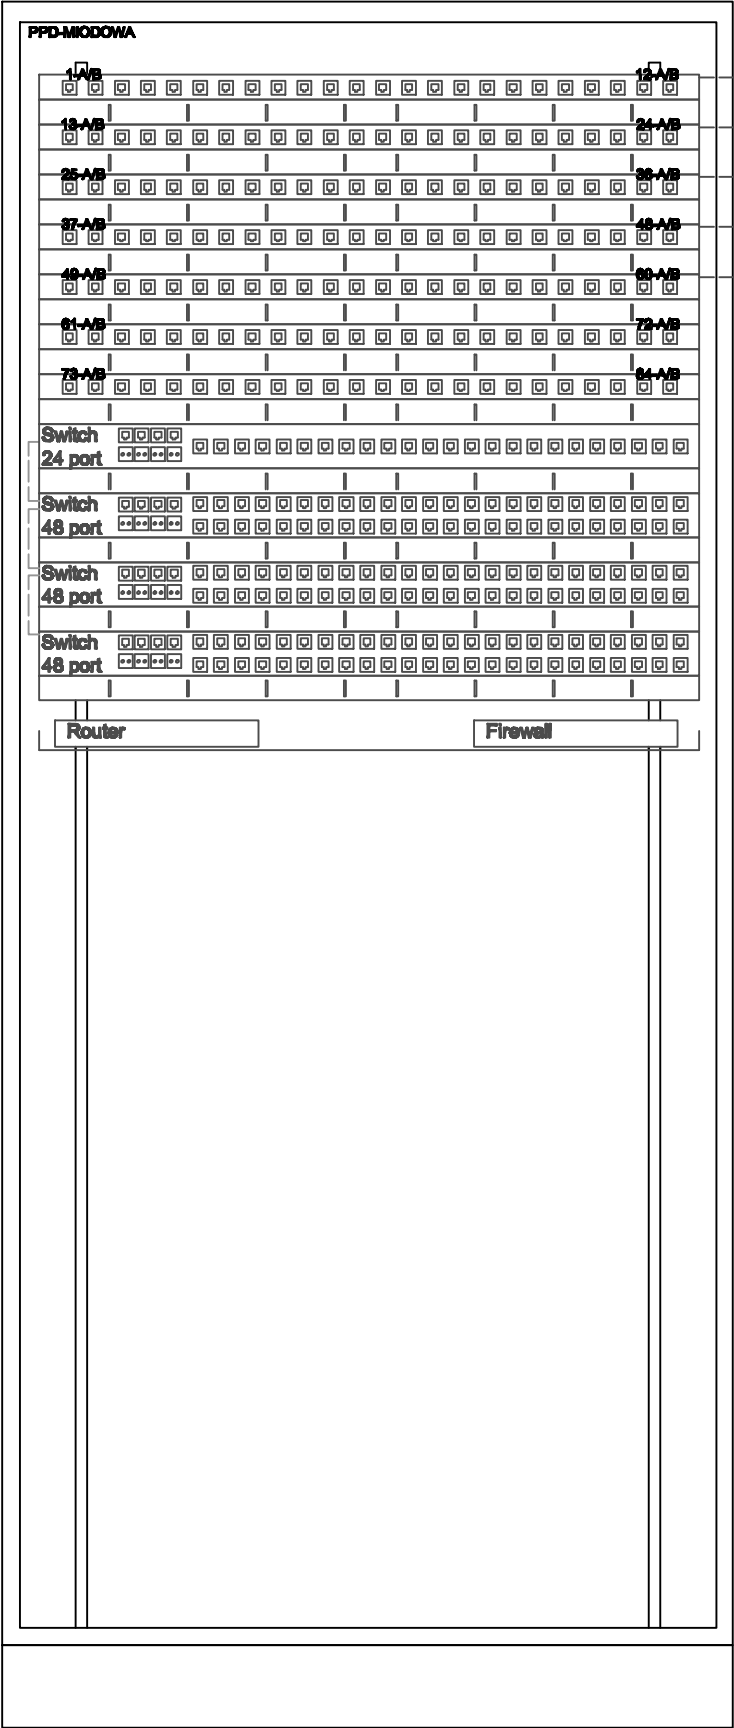 PPD-MIODOWA
1-A/B 12-A/B
13-A/B 24-A/B
25-A/B 36-A/B
37-A/B 48-A/B
49-A/B 60-A/B
61-A/B 72-A/B
73-A/B 84-A/B
Switch
24 port
Switch
48 port
Switch
48 port
Switch
48 port
Router Firewall